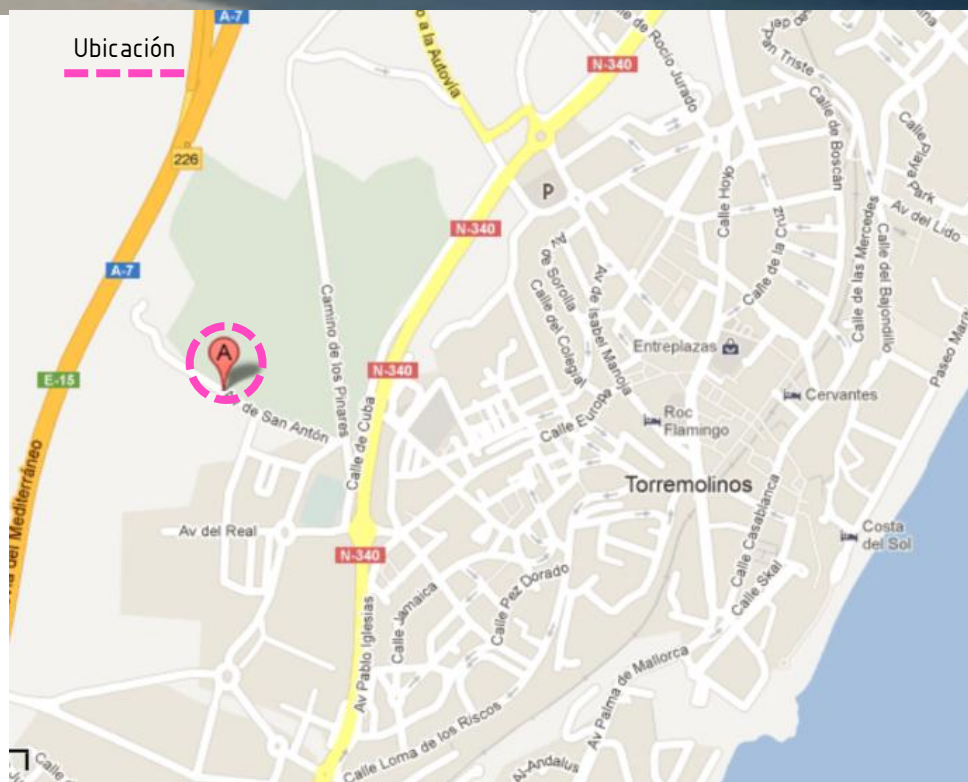 A-7
Ubicación
N-340
Calle de Rocío Jurado
o a la Autovía
Pan Triste
Calle de Boscán
Calle Playa Park
226
P
Calle Hoyo
Av del Lido
N-340
Calle de la Cruz
Calle de las Mercedes
Calle del Bajondillo
A-7
Av de Sorolla
Av de Isabel Manoja
Camino de los Pinares
Calle del Colegial
Paseo Mar
Entreplazas
A
E-15
N-340
Cervantes
de San Antón
Calle de Cuba
Calle Europa
Roc
Flamingo
a del Mediterráneo
Torremolinos
Av del Real
Calle Casablanca
Costa
del Sol
N-340
Calle Pez Dorado
Calle Jamaica
Calle Skal
Av Pablo Iglesias
Av Palma de Mallorca
Calle Loma de los Riscos
Al-Andalus
Calle